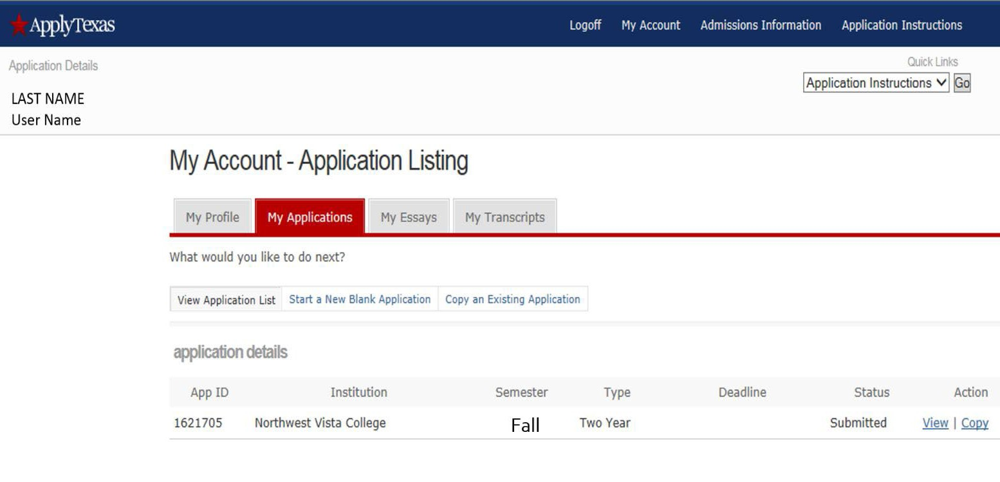 ApplyTexas
Logoff My Account Admissions Information Application Instructions
Application Details
Quick Links
Application Instructions Go
LAST NAME
User Name
My Account - Application Listing
My Profile My Applications My Essays My Transcripts
What would you like to do next?
View Application List Start a New Blank Application Copy an Existing Application
application details
App ID Institution Semester Type Deadline Status Action
1621705 Northwest Vista College Fall Two Year Submitted View | Copy